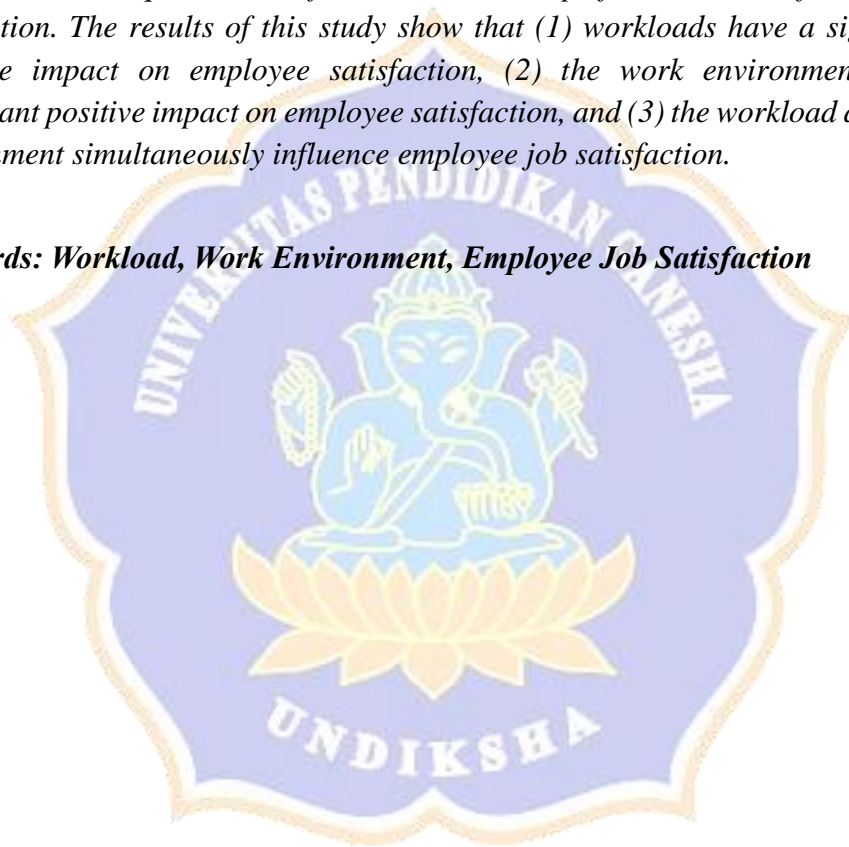 tion. The results of this study show that (1) workloads have a sig
e impact on employee satisfaction, (2) the work environmen
ant positive impact on employee satisfaction, and (3) the workload a
nment simultaneously influence employee job satisfaction.
rds: Workload, Work Environment, Employee Job Satisfaction
UNIVERSITAS PENDIDIKAN GANESHA
UNDIKSHA